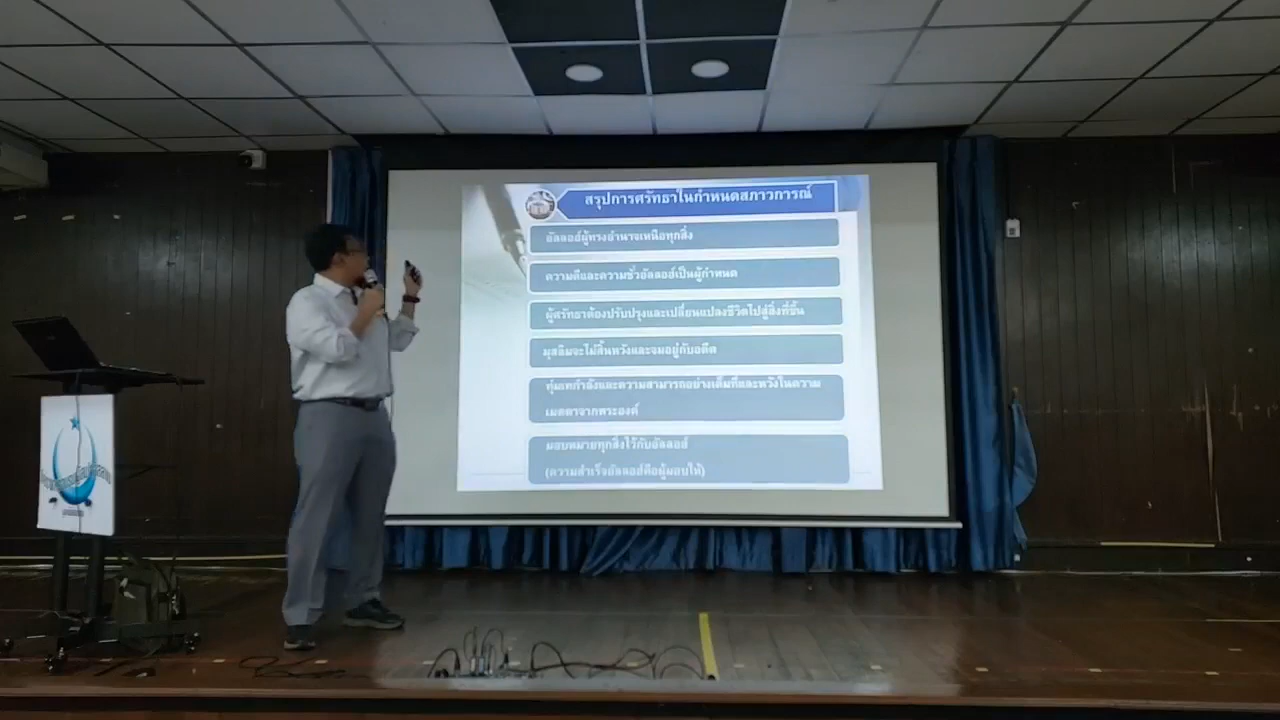 สรุปการศรัทธาในกำหนดสภาวการณ์
อัลลอฮ์ผู้ทรงอำนาจเหนือทุกสิ่ง
ความดีและความชั่วอัลลอฮ์เป็นผู้กำหนด
ผู้ศรัทธาต้องปรับปรุงและเปลี่ยนแปลงชีวิตไปสู่สิ่งที่ขึ้น
มุสลิมจะไม่สิ้นหวังและจมอยู่กับอดีต
ทุ่มเทกำลังและความสามารถอย่างเต็มที่และหวังในความ
เมตตาจากพระองค์
มอบหมายทุกสิ่งไว้กับอัลลอฮ์
(ความสำเร็จอัลลอฮ์คือผู้มอบให้)